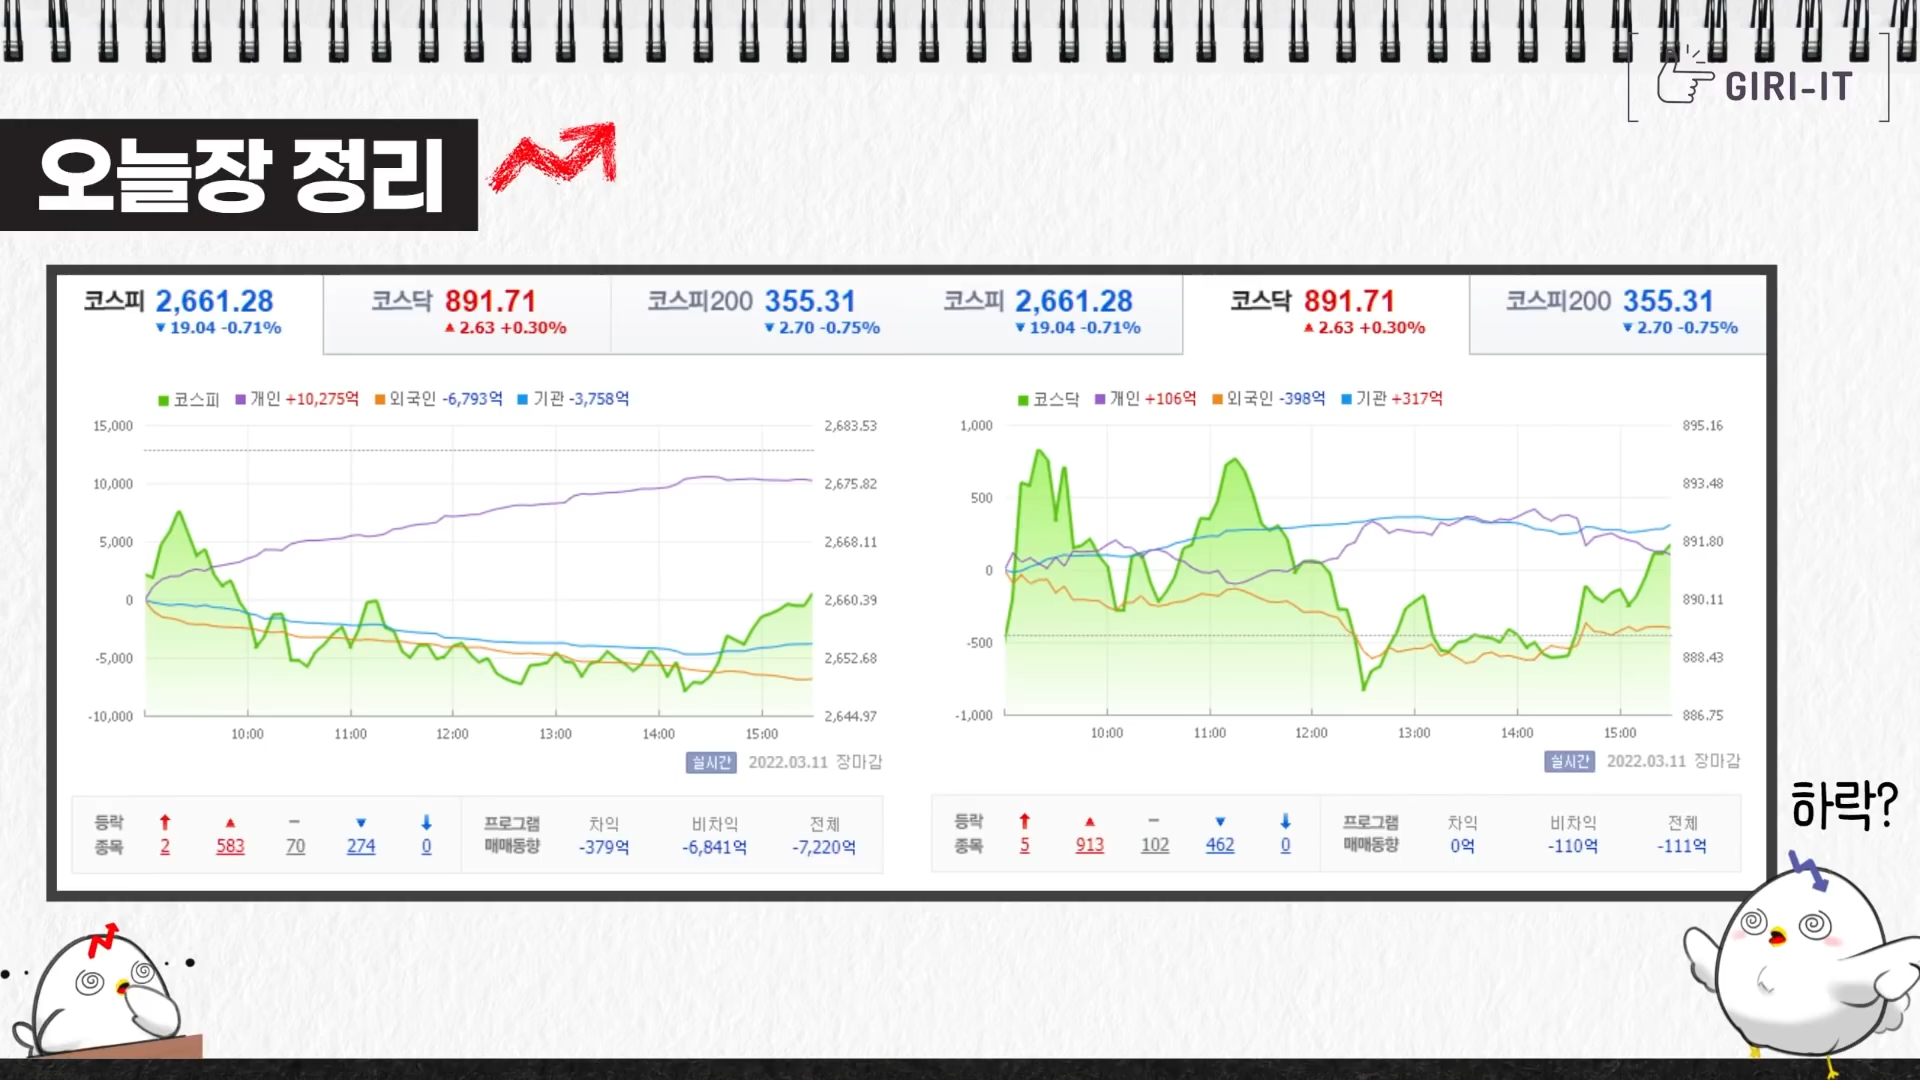 GIRI-IT
오늘장 정리
코스피 2,661.28
▼ 19.04 -0.71%
코스닥 891.71
▲ 2.63 +0.30%
코스피200 355.31
▼ 2.70 -0.75%
코스피 2,661.28
▼ 19.04 -0.71%
코스닥 891.71
▲ 2.63 +0.30%
코스피200 355.31
▼ 2.70 -0.75%
코스피 개인 +10,275억 외국인 -6,793억 기관 -3,758억
15,000 2,683.53
10,000 2,675.82
5,000 2,668.11
0 2,660.39
-5,000 2,652.68
-10,000 2,644.97
10:00 11:00 12:00 13:00 14:00 15:00
실시간 2022.03.11 장마감
등락 ↑ ▲ － ▼ ↓
종목 2 583 70 274 0
프로그램 차익 비차익 전체
매매동향 -379억 -6,841억 -7,220억
코스닥 개인 +106억 외국인 -398억 기관 +317억
1,000 895.16
500 893.48
0 891.80
890.11
-500 888.43
-1,000 886.75
10:00 11:00 12:00 13:00 14:00 15:00
실시간 2022.03.11 장마감
등락 ↑ ▲ － ▼ ↓
종목 5 913 102 462 0
프로그램 차익 비차익 전체
매매동향 0억 -110억 -111억
하락?